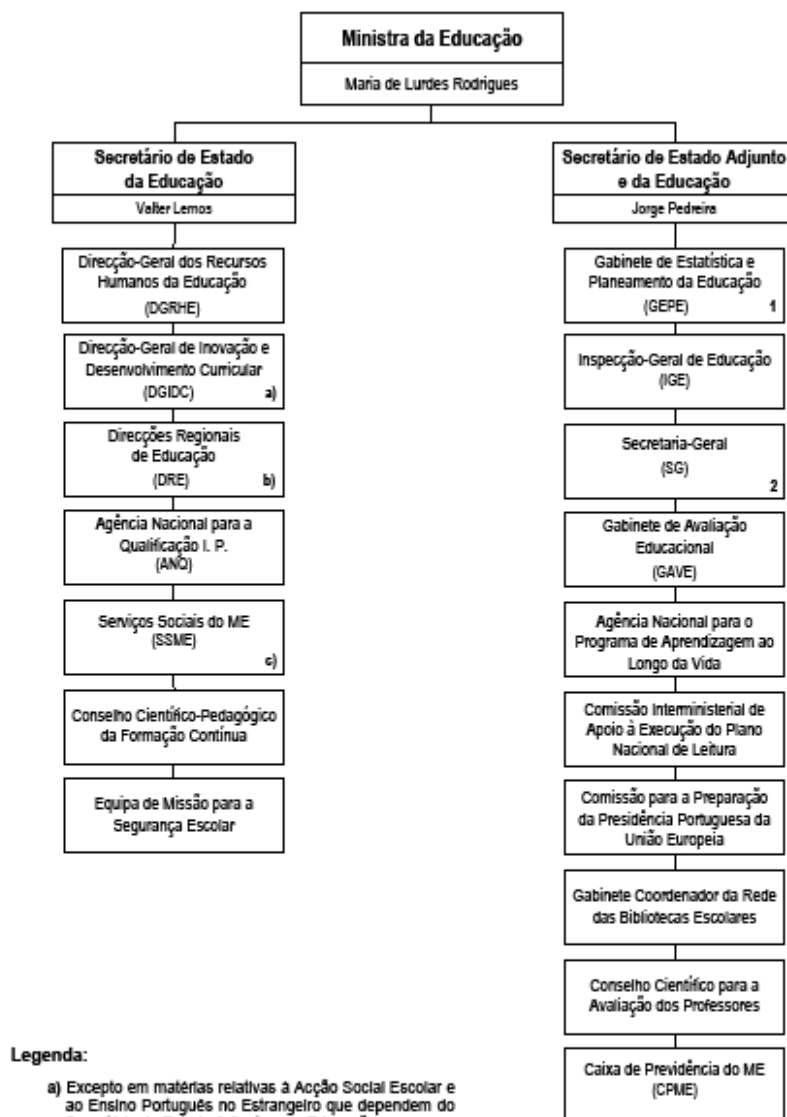 Ministra da Educação
Maria de Lurdes Rodrigues
Secretário de Estado
da Educação
Valter Lemos
Direcção-Geral dos Recursos
Humanos da Educação
(DGRHE)
Direcção-Geral de Inovação e
Desenvolvimento Curricular
(DGIDC) a)
Direcções Regionais
de Educação
(DRE) b)
Agência Nacional para a
Qualificação I. P.
(ANQ)
Serviços Sociais do ME
(SSME)
c)
Conselho Científico-Pedagógico
da Formação Contínua
Equipa de Missão para a
Segurança Escolar
Secretário de Estado Adjunto
e da Educação
Jorge Pedreira
Gabinete de Estatística e
Planeamento da Educação
(GEPE) 1
Inspecção-Geral de Educação
(IGE)
Secretaria-Geral
(SG)
2
Gabinete de Avaliação
Educacional
(GAVE)
Agência Nacional para o
Programa de Aprendizagem ao
Longo da Vida
Comissão Interministerial de
Apoio à Execução do Plano
Nacional de Leitura
Comissão para a Preparação
da Presidência Portuguesa da
União Europeia
Gabinete Coordenador da Rede
das Bibliotecas Escolares
Conselho Científico para a
Avaliação dos Professores
Caixa de Previdência do ME
(CPME)
Legenda:
a) Excepto em matérias relativas à Acção Social Escolar e
ao Ensino Português no Estrangeiro que dependem do